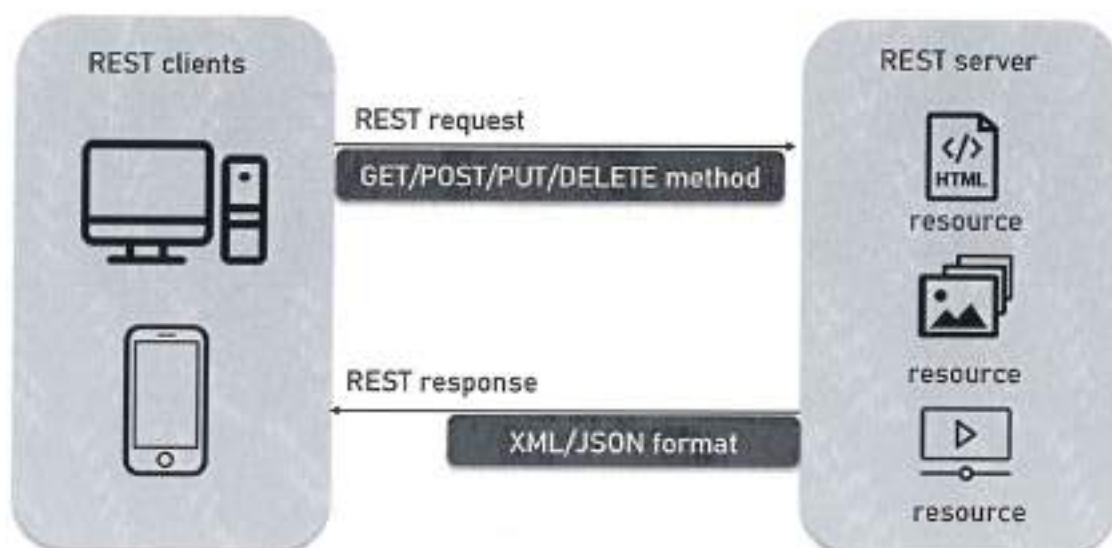 REST clients
REST server
REST request
GET/POST/PUT/DELETE method
</>
HTML
resource
resource
REST response
XML/JSON format
resource